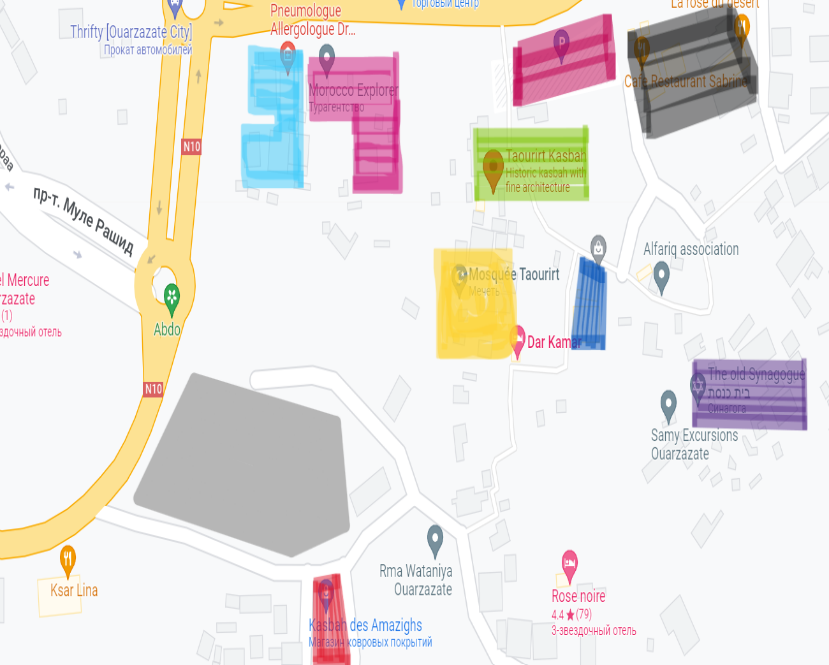 Pneumologue
Allergologue Dr...
Торговый центр
La rose du desert
Thrifty [Ouarzazate City]
Прокат автомобилей
P
Morocco Explorer
Турагентство
Cafe Restaurant Sabrina
N10
Taourirt Kasbah
Historic kasbah with
fine architecture
пр-т. Муле Рашид
Alfariq association
Mosquée Taourirt
Мечеть
el Mercure
rzazate
(1)
здочный отель
Abdo
Dar Kamar
N10
The old Synagogue
בית כנסת
Синагога
Samy Excursions
Ouarzazate
Rma Wataniya
Ouarzazate
Ksar Lina
Rose noire
4.4 ★ (79)
3-звездочный отель
Kasbah des Amazighs
Магазин ковровых покрытий